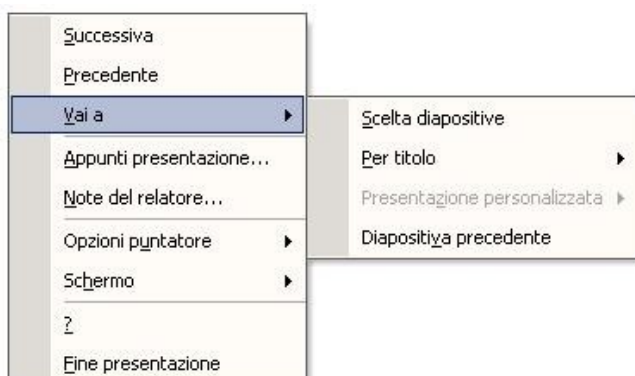 Successiva
Precedente
Vai a
Appunti presentazione...
Note del relatore...
Opzioni puntatore
Schermo
?
Fine presentazione
Scelta diapositive
Per titolo
Presentazione personalizzata
Diapositiva precedente